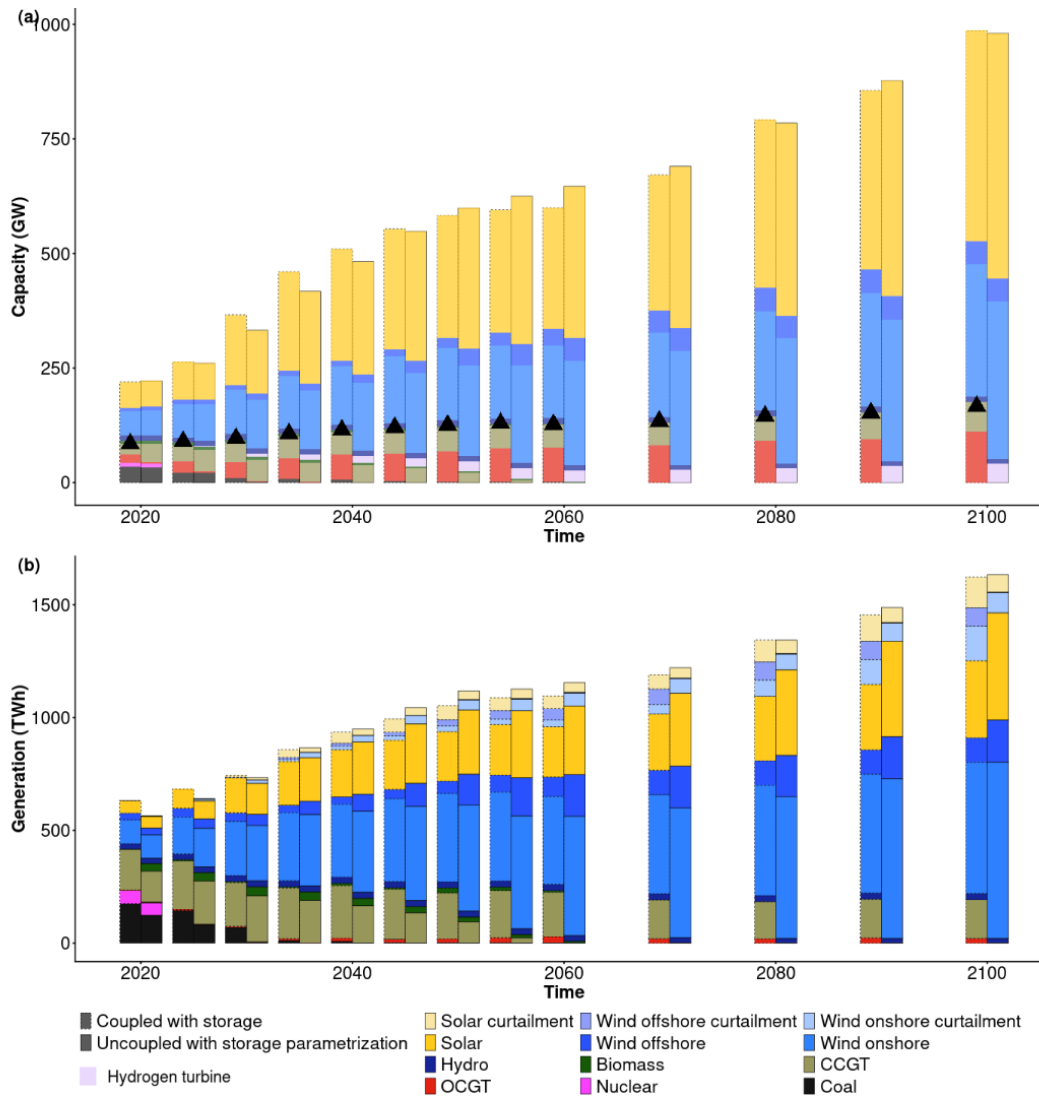 (a)
1000
750
500
250
0
Capacity (GW)
2020 2040 2060 2080 2100
Time
(b)
1500
1000
500
0
Generation (TWh)
2020 2040 2060 2080 2100
Time
Coupled with storage
Uncoupled with storage parametrization
Hydrogen turbine
Solar curtailment Wind offshore curtailment Wind onshore curtailment
Solar Wind offshore Wind onshore
Hydro Biomass CCGT
OCGT Nuclear Coal